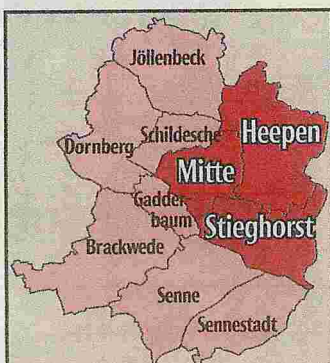 Jöllenbeck
Schildesche
Heepen
Dornberg
Mitte
Gadder-
baum
Stieghorst
Brackwede
Senne
Sennestadt